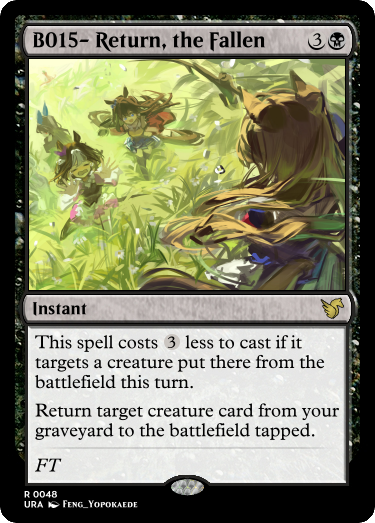 B015- Return, the Fallen 3
Instant
This spell costs 3 less to cast if it
targets a creature put there from the
battlefield this turn.
Return target creature card from your
graveyard to the battlefield tapped.
FT
R 0048
URA FENG_YOPOKAEDE